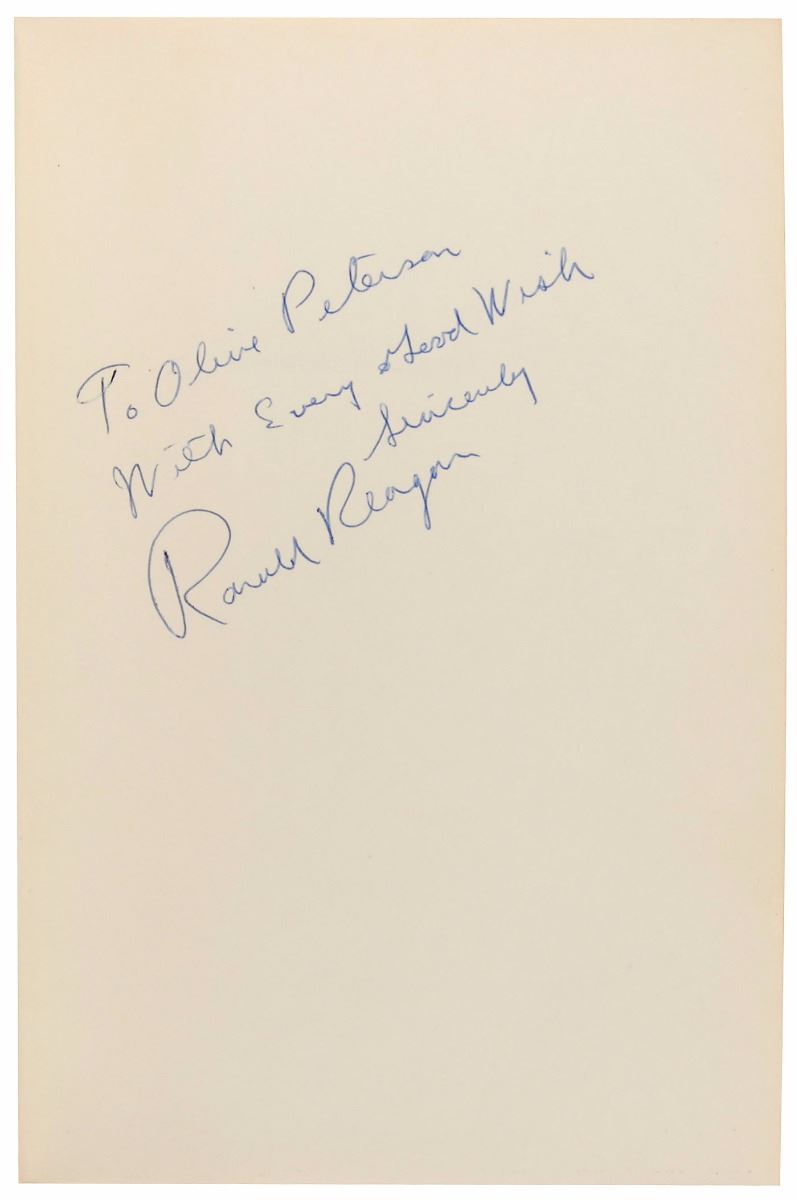 To Olive Peterson
With Every Good Wish
Sincerely
Ronald Reagan